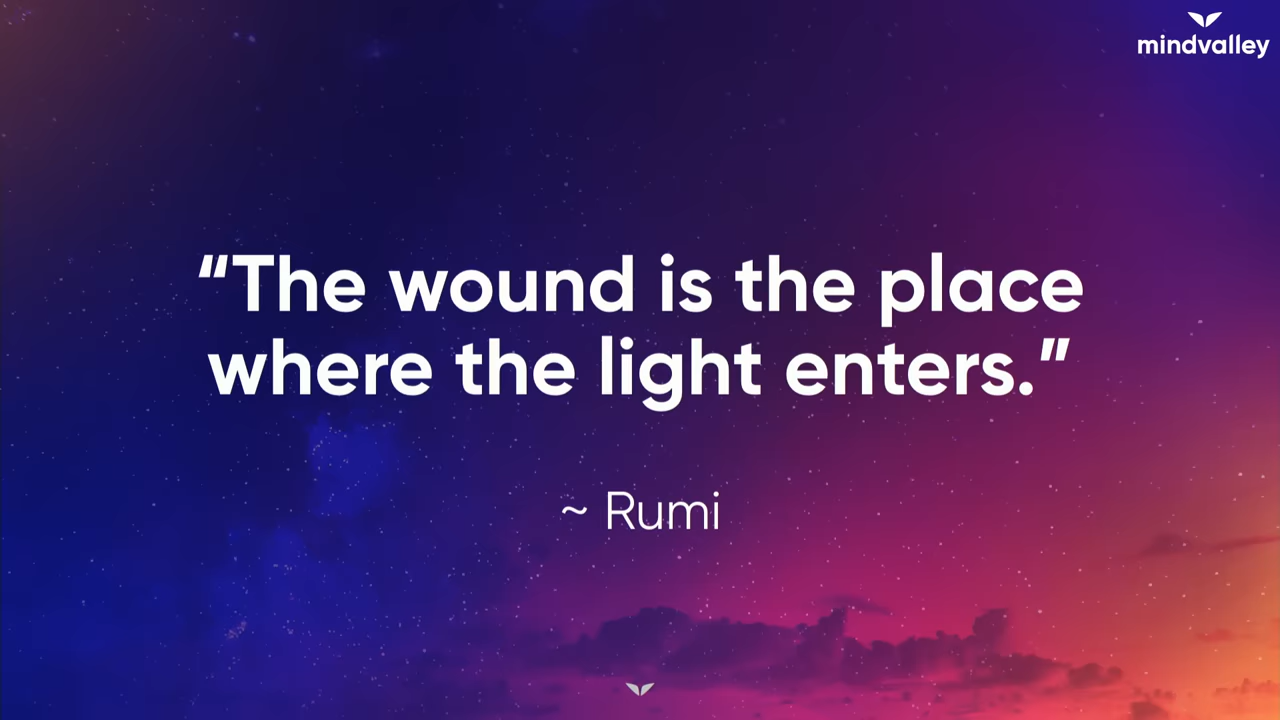 mindvalley
“The wound is the place
where the light enters.”
~ Rumi